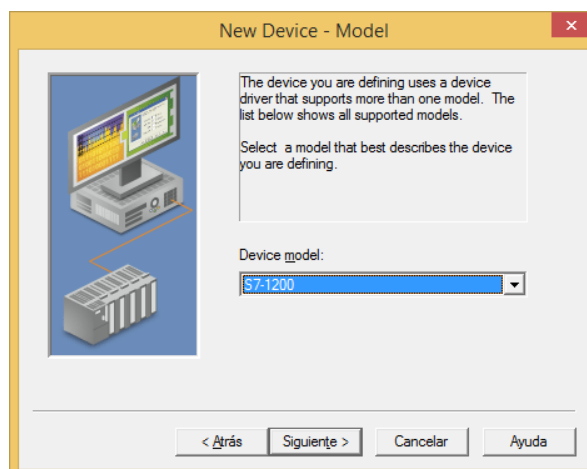 New Device - Model
The device you are defining uses a device
driver that supports more than one model. The
list below shows all supported models.
Select a model that best describes the device
you are defining.
Device model:
S7-1200
< Atrás
Siguiente >
Cancelar
Ayuda